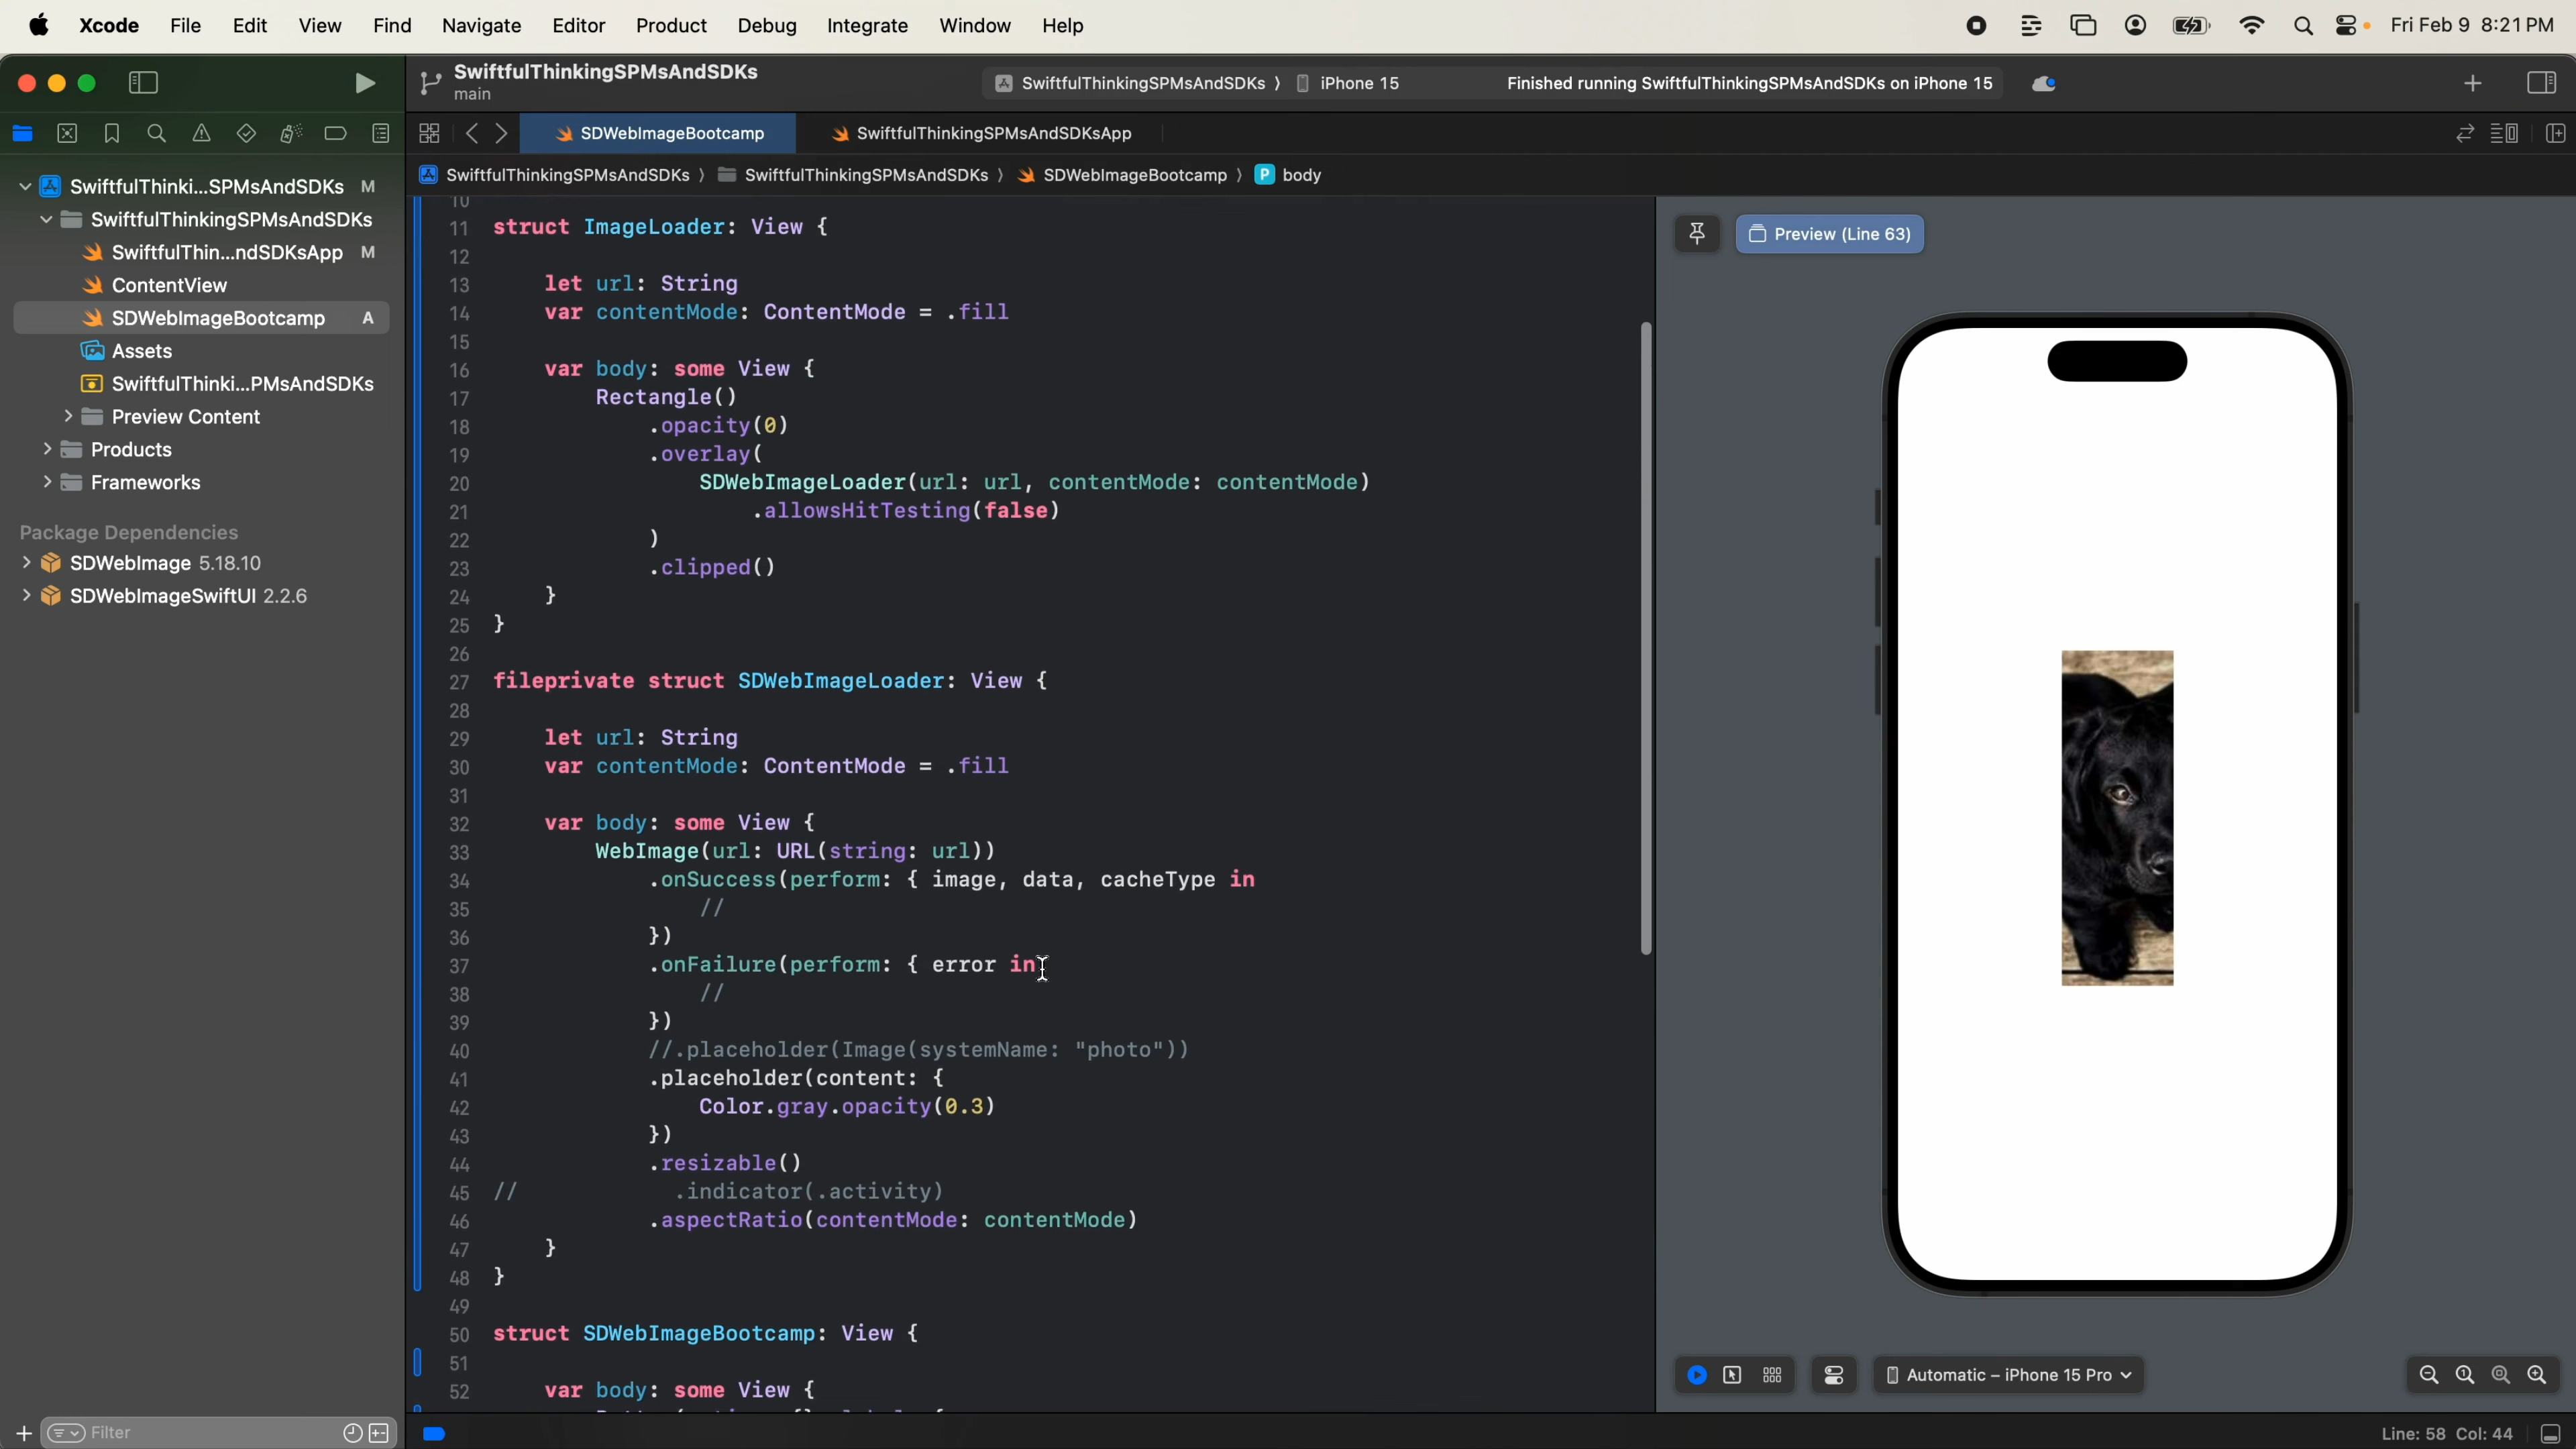 Xcode File Edit View Find Navigate Editor Product Debug Integrate Window Help Fri Feb 9 8:21 PM
SwiftfulThinkingSPMsAndSDKs
main
SwiftfulThinkingSPMsAndSDKs 〉 iPhone 15
Finished running SwiftfulThinkingSPMsAndSDKs on iPhone 15
SDWebImageBootcamp
SwiftfulThinkingSPMsAndSDKsApp
SwiftfulThinkingSPMsAndSDKs 〉 SwiftfulThinkingSPMsAndSDKs 〉 SDWebImageBootcamp 〉 P body
SwiftfulThinki...SPMsAndSDKs M
SwiftfulThinkingSPMsAndSDKs
SwiftfulThin...ndSDKsApp M
ContentView
SDWebImageBootcamp A
Assets
SwiftfulThinki...PMsAndSDKs
Preview Content
Products
Frameworks
Package Dependencies
SDWebImage 5.18.10
SDWebImageSwiftUI 2.2.6
Filter
10
11 struct ImageLoader: View {
12
13 let url: String
14 var contentMode: ContentMode = .fill
15
16 var body: some View {
17 Rectangle()
18 .opacity(0)
19 .overlay(
20 SDWebImageLoader(url: url, contentMode: contentMode)
21 .allowsHitTesting(false)
22 )
23 .clipped()
24 }
25 }
26
27 fileprivate struct SDWebImageLoader: View {
28
29 let url: String
30 var contentMode: ContentMode = .fill
31
32 var body: some View {
33 WebImage(url: URL(string: url))
34 .onSuccess(perform: { image, data, cacheType in
35 //
36 })
37 .onFailure(perform: { error in
38 //
39 })
40 //.placeholder(Image(systemName: "photo"))
41 .placeholder(content: {
42 Color.gray.opacity(0.3)
43 })
44 .resizable()
45 // .indicator(.activity)
46 .aspectRatio(contentMode: contentMode)
47 }
48 }
49
50 struct SDWebImageBootcamp: View {
51
52 var body: some View {
Preview (Line 63)
Automatic – iPhone 15 Pro
Line: 58 Col: 44